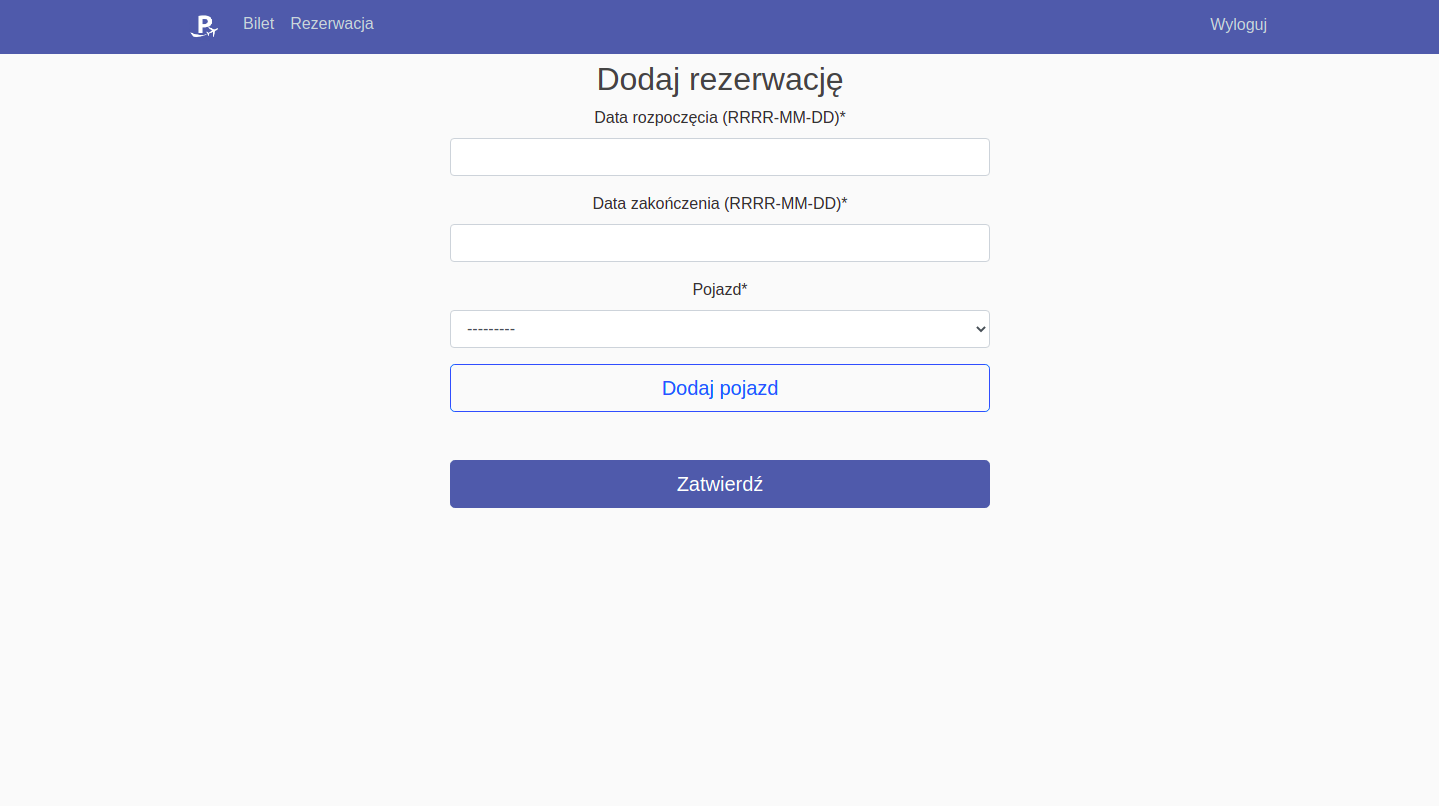 P
Bilet Rezerwacja Wyloguj
Dodaj rezerwację
Data rozpoczęcia (RRRR-MM-DD)*
Data zakończenia (RRRR-MM-DD)*
Pojazd*
---------
Dodaj pojazd
Zatwierdź